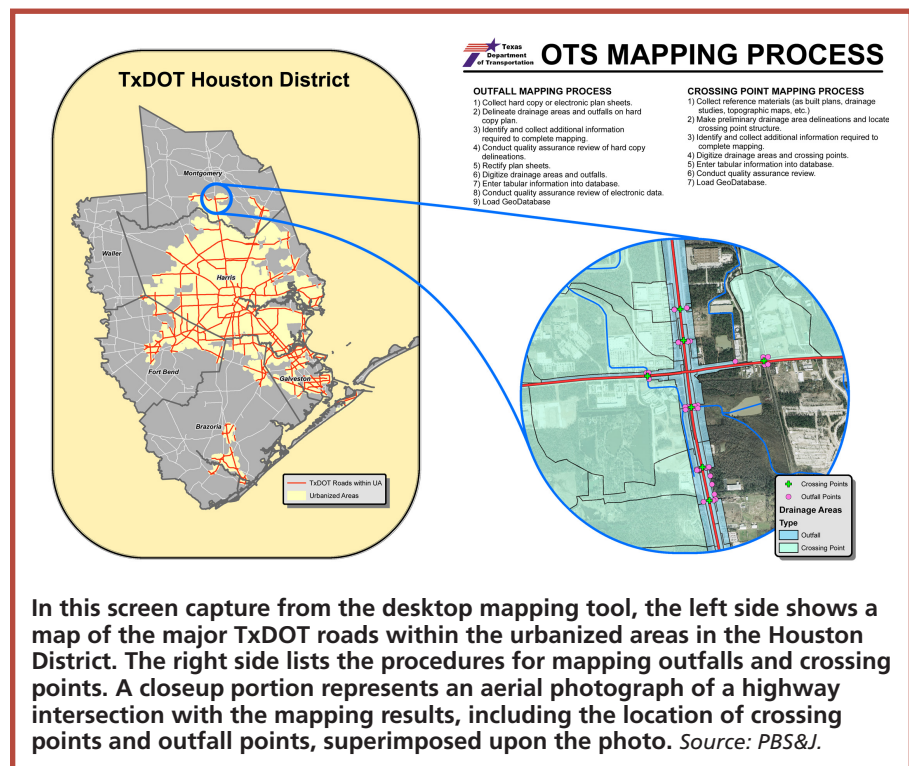 TxDOT Houston District
Montgomery
Waller
Harris
Fort Bend
Galveston
Brazoria
TxDOT Roads within UA
Urbanized Areas
Texas
Department
of Transportation
OTS MAPPING PROCESS
OUTFALL MAPPING PROCESS
1) Collect hard copy or electronic plan sheets.
2) Delineate drainage areas and outfalls on hard
copy plan.
3) Identify and collect additional information
required to complete mapping.
4) Conduct quality assurance review of hard copy
delineations.
5) Rectify plan sheets.
6) Digitize drainage areas and outfalls.
7) Enter tabular information into database.
8) Conduct quality assurance review of electronic data.
9) Load GeoDatabase
CROSSING POINT MAPPING PROCESS
1) Collect reference materials (as built plans, drainage
studies, topographic maps, etc.)
2) Make preliminary drainage area delineations and locate
crossing point structure.
3) Identify and collect additional information required to
complete mapping.
4) Digitize drainage areas and crossing points.
5) Enter tabular information into database.
6) Conduct quality assurance review.
7) Load GeoDatabase.
Crossing Points
Outfall Points
Drainage Areas
Type
Outfall
Crossing Point
In this screen capture from the desktop mapping tool, the left side shows a
map of the major TxDOT roads within the urbanized areas in the Houston
District. The right side lists the procedures for mapping outfalls and crossing
points. A closeup portion represents an aerial photograph of a highway
intersection with the mapping results, including the location of crossing
points and outfall points, superimposed upon the photo. Source: PBS&J.